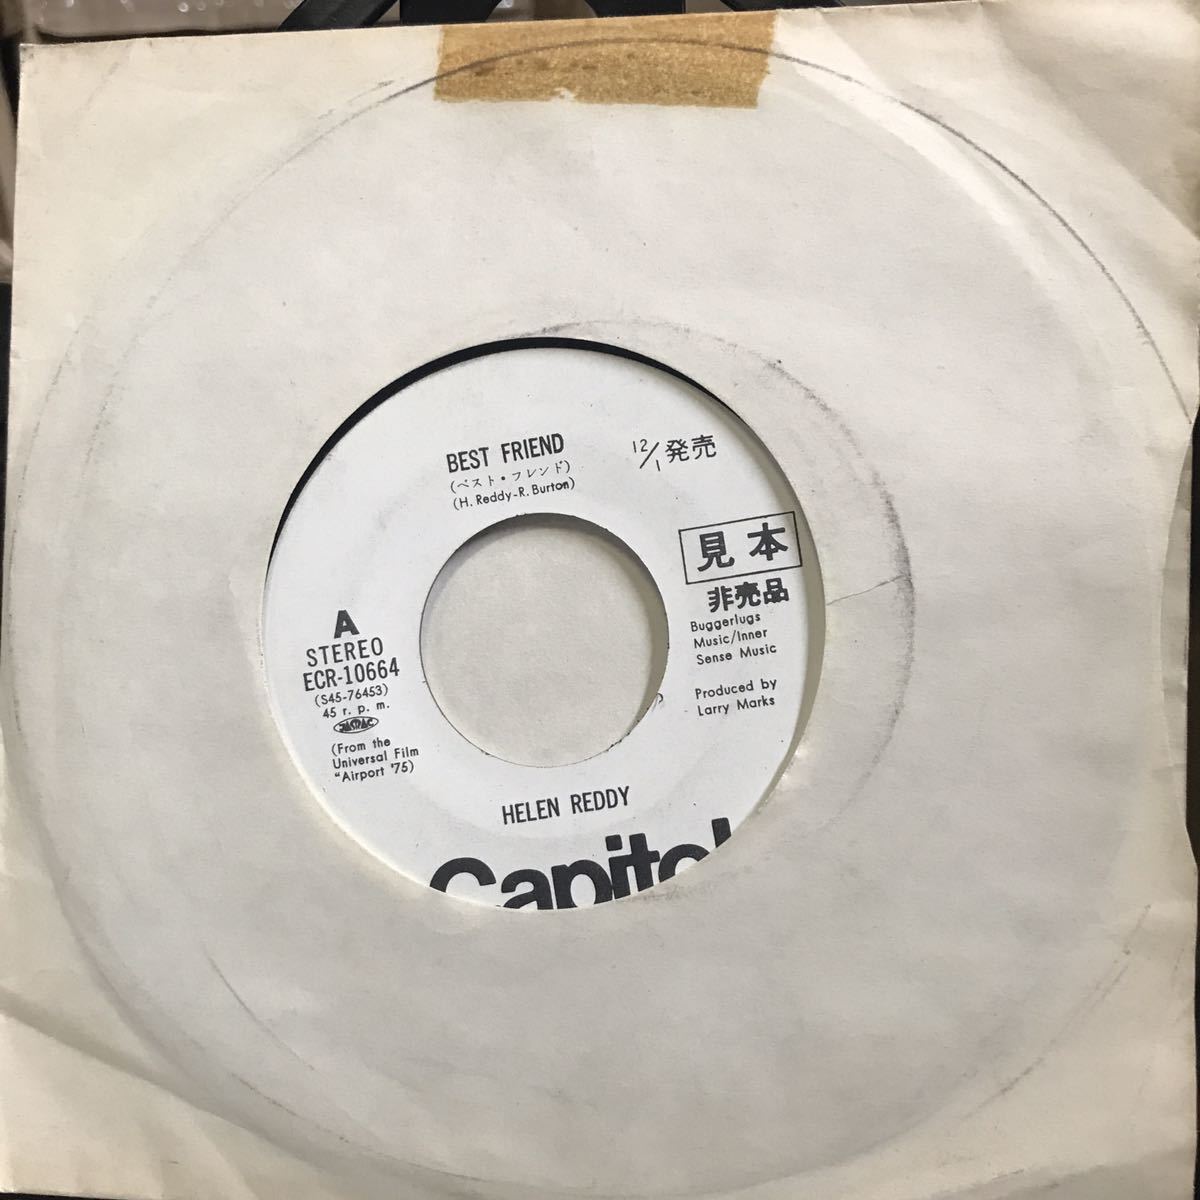 BEST FRIEND
(ベスト・フレンド)
(H. Reddy-R. Burton)
12/1 発売
見本
非売品
Buggerlugs
Music/Inner
Sense Music
Produced by
Larry Marks
A
STEREO
ECR-10664
(S45-76453)
45 r. p. m.
JASRAC
(From the
Universal Film
"Airport '75)
HELEN REDDY
Capitol